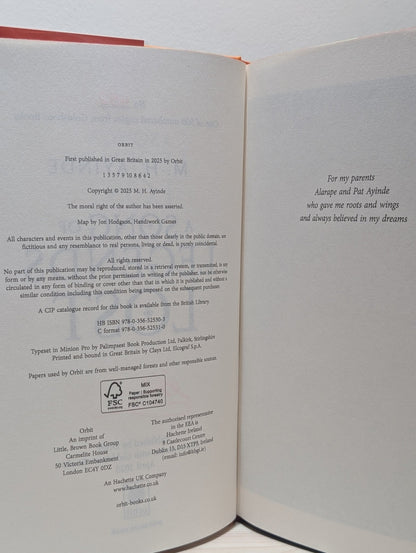 ORBIT
First published in Great Britain in 2025 by Orbit
1 3 5 7 9 10 8 6 4 2
Copyright © 2025 M. H. Ayinde
The moral right of the author has been asserted.
Map by Jon Hodgson, Handiwork Games
All characters and events in this publication, other than those clearly in the public domain, are
fictitious and any resemblance to real persons, living or dead, is purely coincidental.
All rights reserved.
No part of this publication may be reproduced, stored in a retrieval system, or transmitted, in any
form or by any means, without the prior permission in writing of the publisher, nor be otherwise
circulated in any form of binding or cover other than that in which it is published and without a
similar condition including this condition being imposed on the subsequent purchaser.
A CIP catalogue record for this book is available from the British Library.
HB ISBN 978-0-356-52530-3
C format 978-0-356-52531-0
Typeset in Minion Pro by Palimpsest Book Production Ltd, Falkirk, Stirlingshire
Printed and bound in Great Britain by Clays Ltd, Elcograf S.p.A.
Papers used by Orbit are from well-managed forests and other responsible sources.
FSC
www.fsc.org
MIX
Paper | Supporting
responsible forestry
FSC® C104740
Orbit
An imprint of
Little, Brown Book Group
Carmelite House
50 Victoria Embankment
London EC4Y 0DZ
The authorised representative
in the EEA is
Hachette Ireland
8 Castlecourt Centre
Dublin 15, D15 XTP3, Ireland
(email: info@hbgi.ie)
An Hachette UK Company
www.hachette.co.uk
orbit-books.co.uk
For my parents
Alarape and Pat Ayinde
who gave me roots and wings
and always believed in my dreams